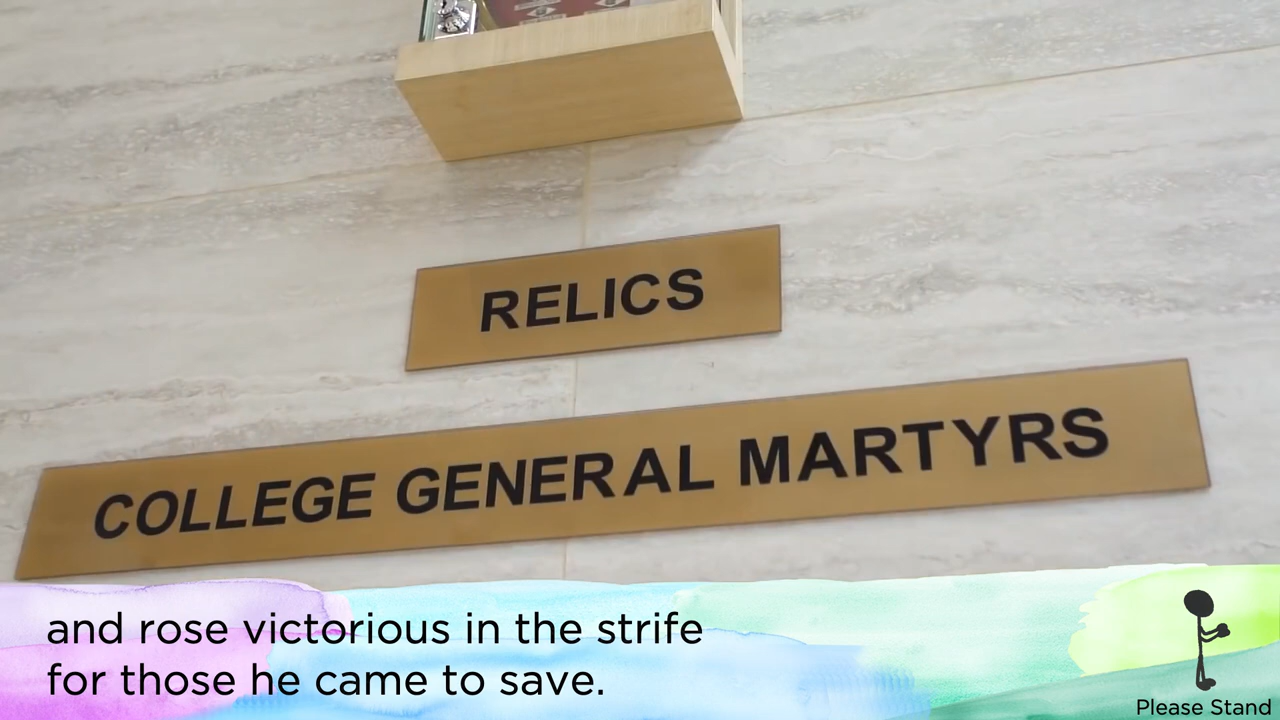 RELICS
COLLEGE GENERAL MARTYRS
and rose victorious in the strife
for those he came to save.
Please Stand